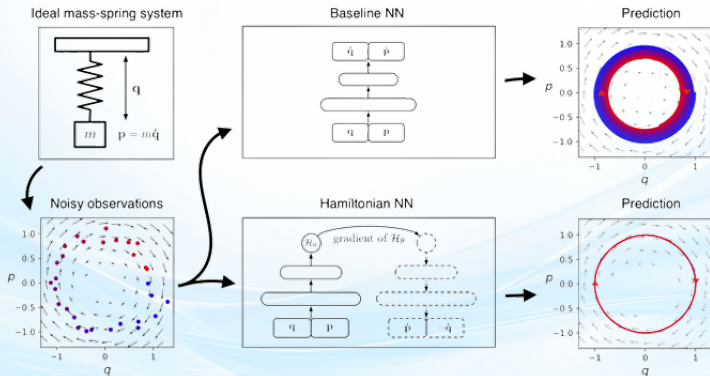 Ideal mass-spring system
Baseline NN
Prediction
q
m
p = mq̇
q̇ ṗ
q p
p
1.0
0.5
0.0
−0.5
−1.0
−1 0 1
q
Noisy observations
Hamiltonian NN
Prediction
p
1.0
0.5
0.0
−0.5
−1.0
−1 0 1
q
ℋθ
gradient of ℋθ
q p
ṗ -q̇
p
1.0
0.5
0.0
−0.5
−1.0
−1 0 1
q